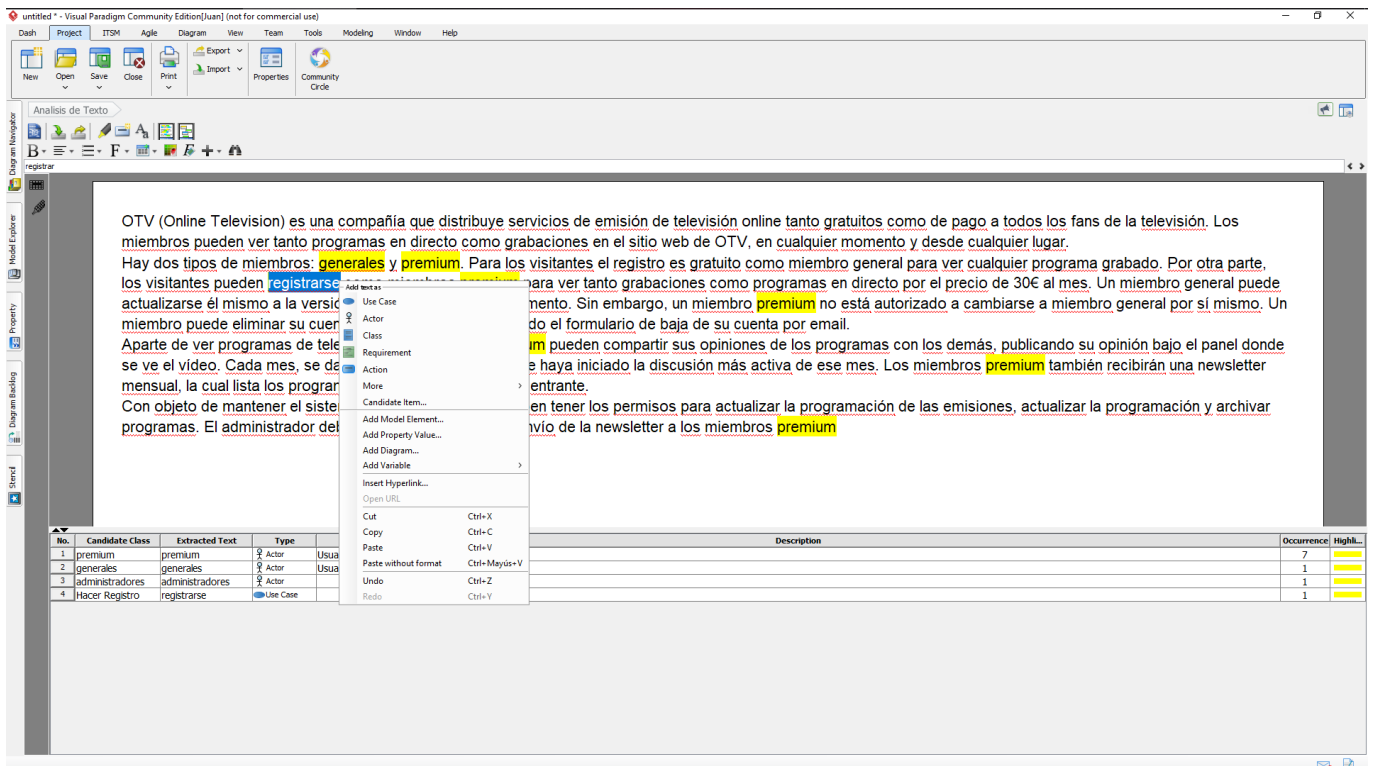 untitled * - Visual Paradigm Community Edition[Juan] (not for commercial use)
Dash Project ITSM Agile Diagram View Team Tools Modeling Window Help
New Open Save Close Print Export Import Properties Community Circle
Analisis de Texto
registrar
Diagram Navigator
Model Explorer
Property
Diagram Backlog
Stencil
OTV (Online Television) es una compañía que distribuye servicios de emisión de televisión online tanto gratuitos como de pago a todos los fans de la televisión. Los
miembros pueden ver tanto programas en directo como grabaciones en el sitio web de OTV, en cualquier momento y desde cualquier lugar.
Hay dos tipos de miembros: generales y premium. Para los visitantes el registro es gratuito como miembro general para ver cualquier programa grabado. Por otra parte,
los visitantes pueden registrarse como miembros premium para ver tanto grabaciones como programas en directo por el precio de 30€ al mes. Un miembro general puede
actualizarse él mismo a la versió mento. Sin embargo, un miembro premium no está autorizado a cambiarse a miembro general por sí mismo. Un
miembro puede eliminar su cuen do el formulario de baja de su cuenta por email.
Aparte de ver programas de tele um pueden compartir sus opiniones de los programas con los demás, publicando su opinión bajo el panel donde
se ve el vídeo. Cada mes, se da e haya iniciado la discusión más activa de ese mes. Los miembros premium también recibirán una newsletter
mensual, la cual lista los program entrante.
Con objeto de mantener el sister en tener los permisos para actualizar la programación de las emisiones, actualizar la programación y archivar
programas. El administrador deb nvío de la newsletter a los miembros premium
Add text as
Use Case
Actor
Class
Requirement
Action
More
Candidate Item...
Add Model Element...
Add Property Value...
Add Diagram...
Add Variable
Insert Hyperlink...
Open URL
Cut Ctrl+X
Copy Ctrl+C
Paste Ctrl+V
Paste without format Ctrl+Mayús+V
Undo Ctrl+Z
Redo Ctrl+Y
No. Candidate Class Extracted Text Type Description Occurrence Highli...
1 premium premium Actor Usua 7
2 generales generales Actor Usua 1
3 administradores administradores Actor 1
4 Hacer Registro registrarse Use Case 1